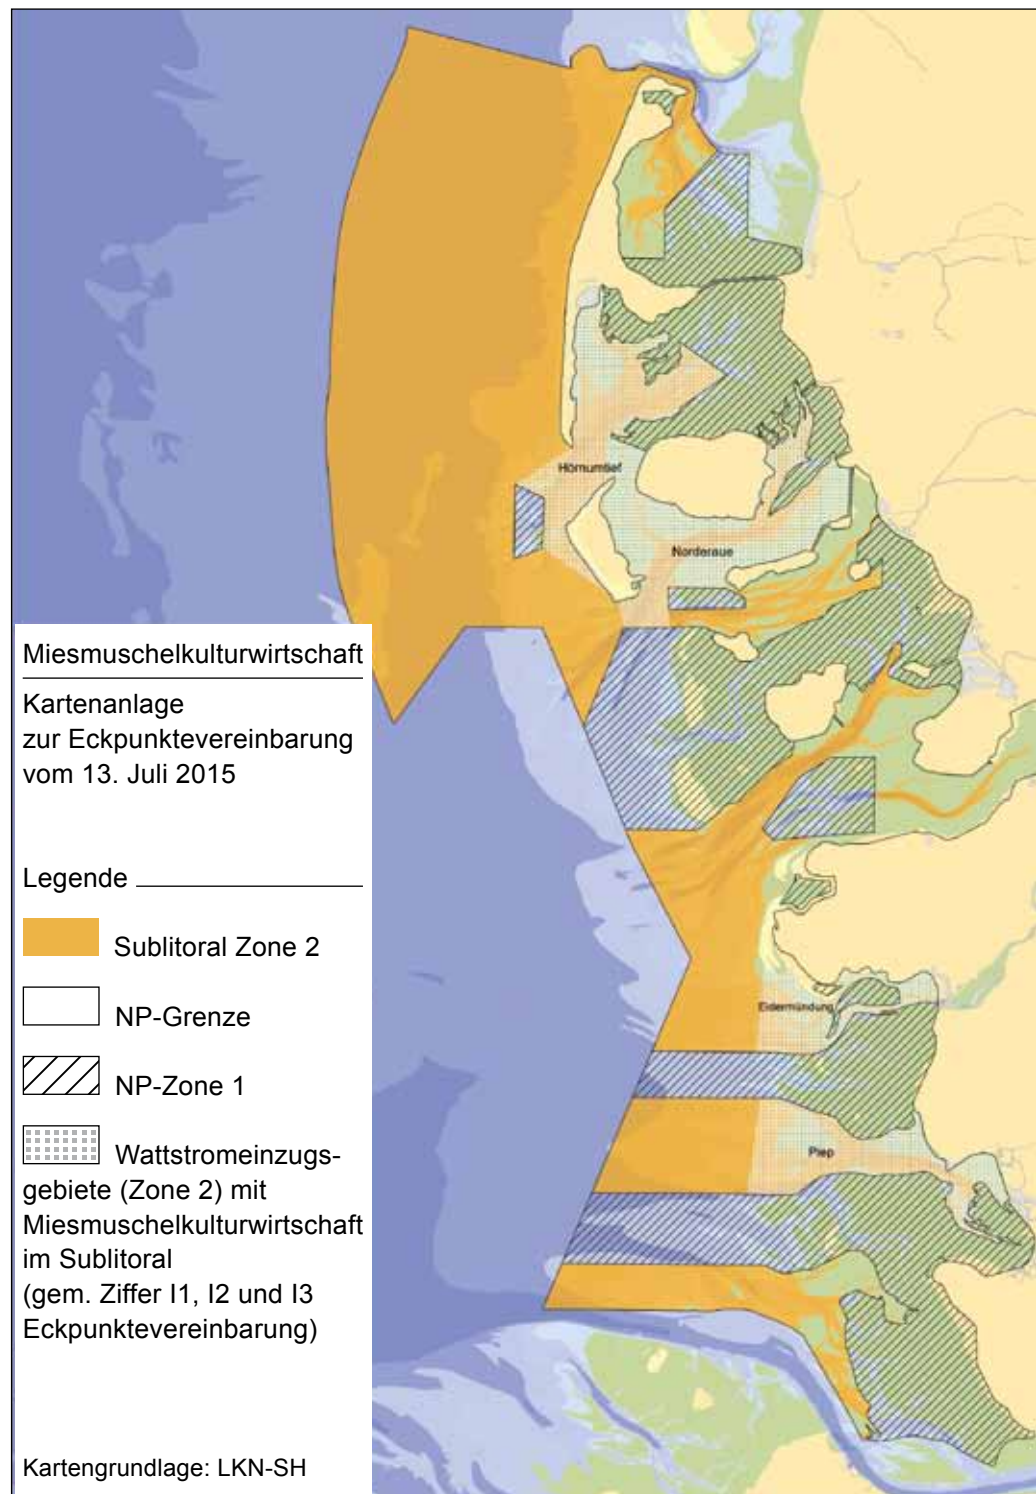 Hörnumtief
Norderaue
Miesmuschelkulturwirtschaft
Kartenanlage
zur Eckpunktevereinbarung
vom 13. Juli 2015
Legende
Sublitoral Zone 2
NP-Grenze
NP-Zone 1
Wattstromeinzugs-
gebiete (Zone 2) mit
Miesmuschelkulturwirtschaft
im Sublitoral
(gem. Ziffer I1, I2 und I3
Eckpunktevereinbarung)
Kartengrundlage: LKN-SH
Eidermündung
Piep